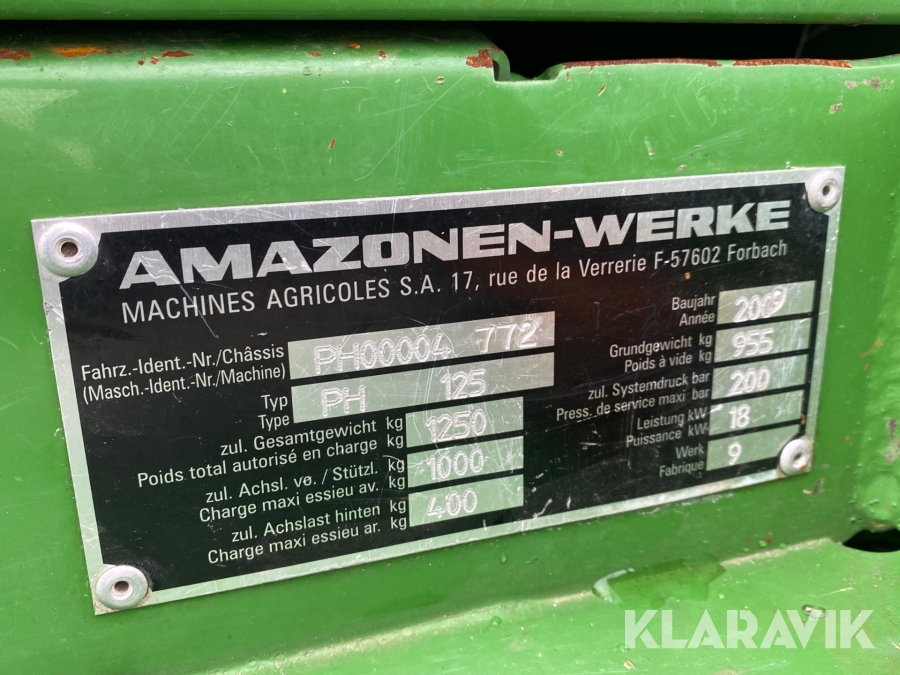 AMAZONEN-WERKE
MACHINES AGRICOLES S.A. 17, rue de la Verrerie F-57602 Forbach
Fahrz.-Ident.-Nr./Châssis
(Masch.-Ident.-Nr./Machine)
PH00004 772
Typ
Type
PH 125
zul. Gesamtgewicht kg
Poids total autorisé en charge kg
1250
zul. Achsl. vo. / Stützl. kg
Charge maxi essieu av. kg
1000
zul. Achslast hinten kg
Charge maxi essieu ar. kg
400
Baujahr
Année
2009
Grundgewicht kg
Poids à vide kg
955
zul. Systemdruck bar
Press. de service maxi bar
200
Leistung kW
Puissance kW
18
Werk
Fabrique
9
KLARAVIK